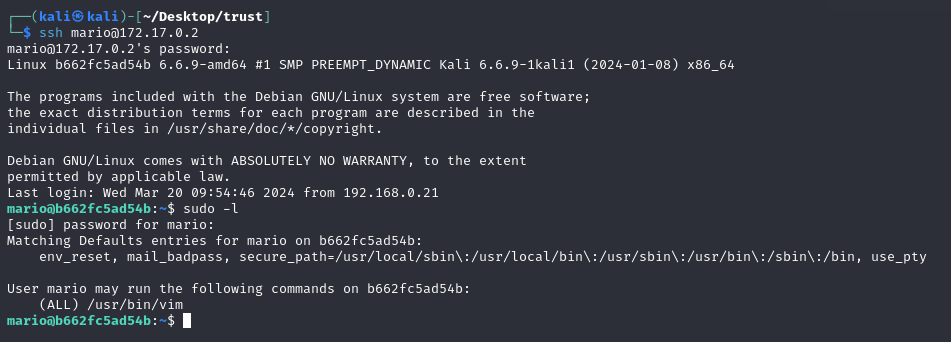 ┌──(kali㉿kali)-[~/Desktop/trust]
└─$ ssh mario@172.17.0.2
mario@172.17.0.2's password:
Linux b662fc5ad54b 6.6.9-amd64 #1 SMP PREEMPT_DYNAMIC Kali 6.6.9-1kali1 (2024-01-08) x86_64

The programs included with the Debian GNU/Linux system are free software;
the exact distribution terms for each program are described in the
individual files in /usr/share/doc/*/copyright.

Debian GNU/Linux comes with ABSOLUTELY NO WARRANTY, to the extent
permitted by applicable law.
Last login: Wed Mar 20 09:54:46 2024 from 192.168.0.21
mario@b662fc5ad54b:~$ sudo -l
[sudo] password for mario:
Matching Defaults entries for mario on b662fc5ad54b:
    env_reset, mail_badpass, secure_path=/usr/local/sbin\:/usr/local/bin\:/usr/sbin\:/usr/bin\:/sbin\:/bin, use_pty

User mario may run the following commands on b662fc5ad54b:
    (ALL) /usr/bin/vim
mario@b662fc5ad54b:~$